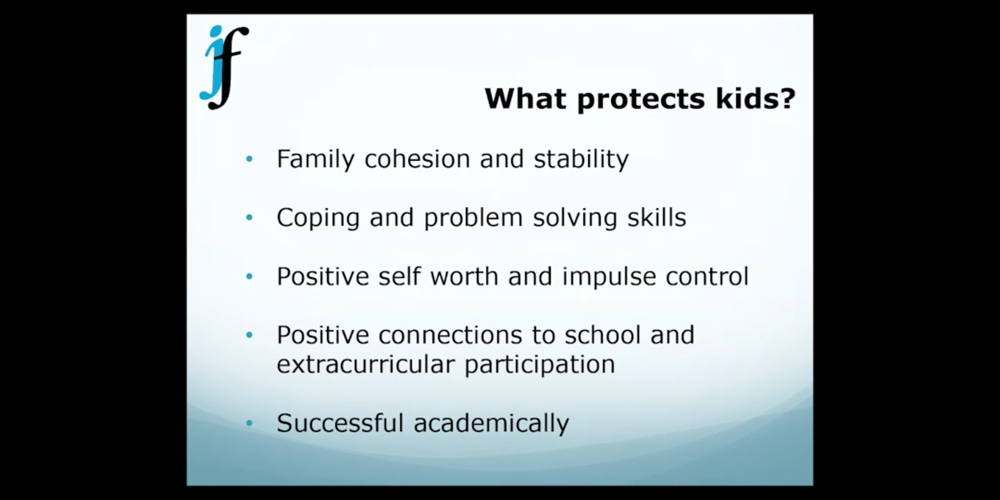 jf
What protects kids?
• Family cohesion and stability
• Coping and problem solving skills
• Positive self worth and impulse control
• Positive connections to school and
extracurricular participation
• Successful academically